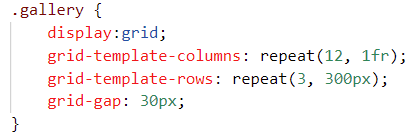 .gallery {
    display:grid;
    grid-template-columns: repeat(12, 1fr);
    grid-template-rows: repeat(3, 300px);
    grid-gap: 30px;
}